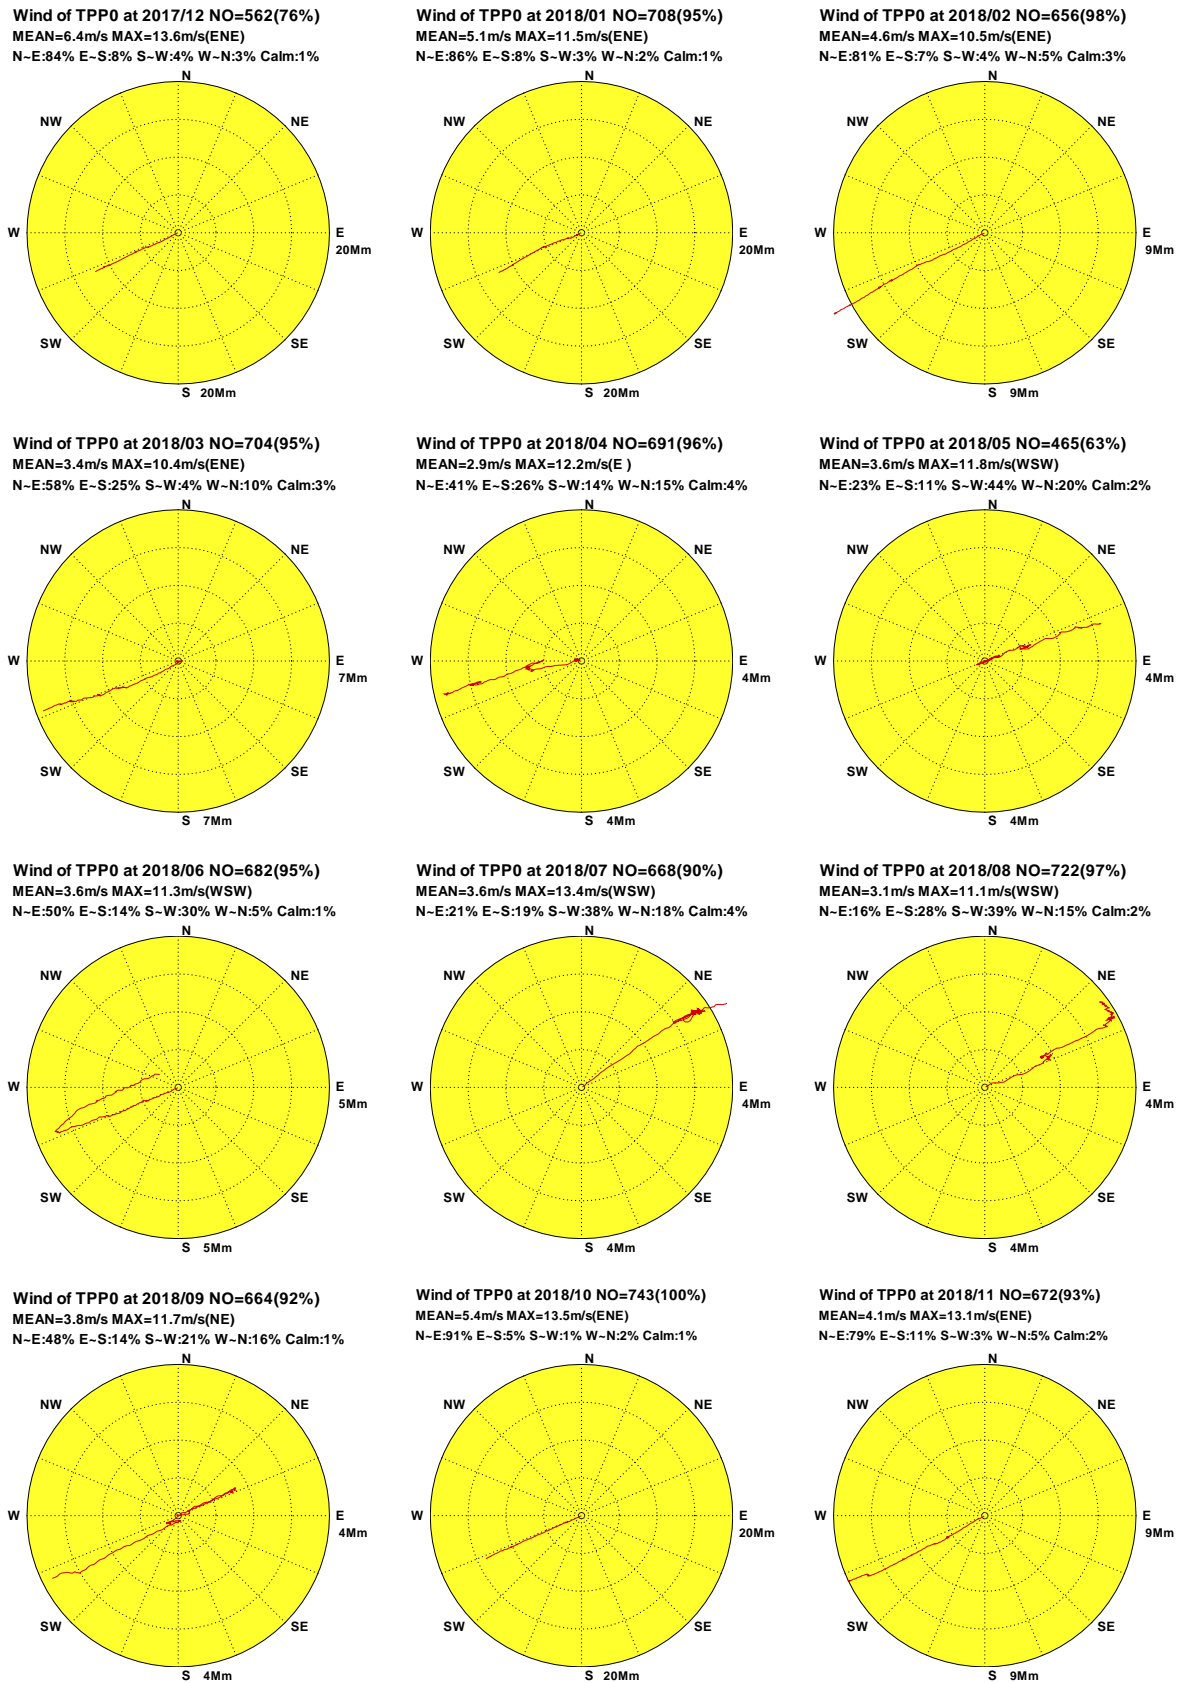 Wind of TPP0 at 2017/12 NO=562(76%)
MEAN=6.4m/s MAX=13.6m/s(ENE)
N~E:84% E~S:8% S~W:4% W~N:3% Calm:1%
N
NW
NE
W
E
20Mm
SW
SE
S 20Mm
Wind of TPP0 at 2018/01 NO=708(95%)
MEAN=5.1m/s MAX=11.5m/s(ENE)
N~E:86% E~S:8% S~W:3% W~N:2% Calm:1%
N
NW
NE
W
E
20Mm
SW
SE
S 20Mm
Wind of TPP0 at 2018/02 NO=656(98%)
MEAN=4.6m/s MAX=10.5m/s(ENE)
N~E:81% E~S:7% S~W:4% W~N:5% Calm:3%
N
NW
NE
W
E
9Mm
SW
SE
S 9Mm
Wind of TPP0 at 2018/03 NO=704(95%)
MEAN=3.4m/s MAX=10.4m/s(ENE)
N~E:58% E~S:25% S~W:4% W~N:10% Calm:3%
N
NW
NE
W
E
7Mm
SW
SE
S 7Mm
Wind of TPP0 at 2018/04 NO=691(96%)
MEAN=2.9m/s MAX=12.2m/s(E )
N~E:41% E~S:26% S~W:14% W~N:15% Calm:4%
N
NW
NE
W
E
4Mm
SW
SE
S 4Mm
Wind of TPP0 at 2018/05 NO=465(63%)
MEAN=3.6m/s MAX=11.8m/s(WSW)
N~E:23% E~S:11% S~W:44% W~N:20% Calm:2%
N
NW
NE
W
E
4Mm
SW
SE
S 4Mm
Wind of TPP0 at 2018/06 NO=682(95%)
MEAN=3.6m/s MAX=11.3m/s(WSW)
N~E:50% E~S:14% S~W:30% W~N:5% Calm:1%
N
NW
NE
W
E
5Mm
SW
SE
S 5Mm
Wind of TPP0 at 2018/07 NO=668(90%)
MEAN=3.6m/s MAX=13.4m/s(WSW)
N~E:21% E~S:19% S~W:38% W~N:18% Calm:4%
N
NW
NE
W
E
4Mm
SW
SE
S 4Mm
Wind of TPP0 at 2018/08 NO=722(97%)
MEAN=3.1m/s MAX=11.1m/s(WSW)
N~E:16% E~S:28% S~W:39% W~N:15% Calm:2%
N
NW
NE
W
E
4Mm
SW
SE
S 4Mm
Wind of TPP0 at 2018/09 NO=664(92%)
MEAN=3.8m/s MAX=11.7m/s(NE)
N~E:48% E~S:14% S~W:21% W~N:16% Calm:1%
N
NW
NE
W
E
4Mm
SW
SE
S 4Mm
Wind of TPP0 at 2018/10 NO=743(100%)
MEAN=5.4m/s MAX=13.5m/s(ENE)
N~E:91% E~S:5% S~W:1% W~N:2% Calm:1%
N
NW
NE
W
E
20Mm
SW
SE
S 20Mm
Wind of TPP0 at 2018/11 NO=672(93%)
MEAN=4.1m/s MAX=13.1m/s(ENE)
N~E:79% E~S:11% S~W:3% W~N:5% Calm:2%
N
NW
NE
W
E
9Mm
SW
SE
S 9Mm